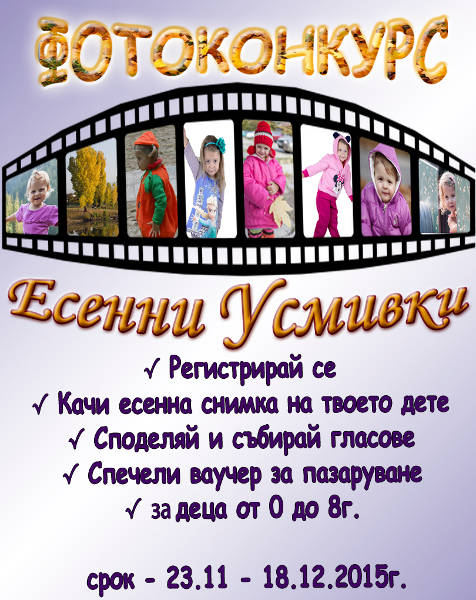 ФОТОКОНКУРС
Есенни Усмивки
√ Регистрирай се
√ Качи есенна снимка на твоето дете
√ Споделяй и събирай гласове
√ Спечели ваучер за пазаруване
√ за деца от 0 до 8г.
срок - 23.11 - 18.12.2015г.